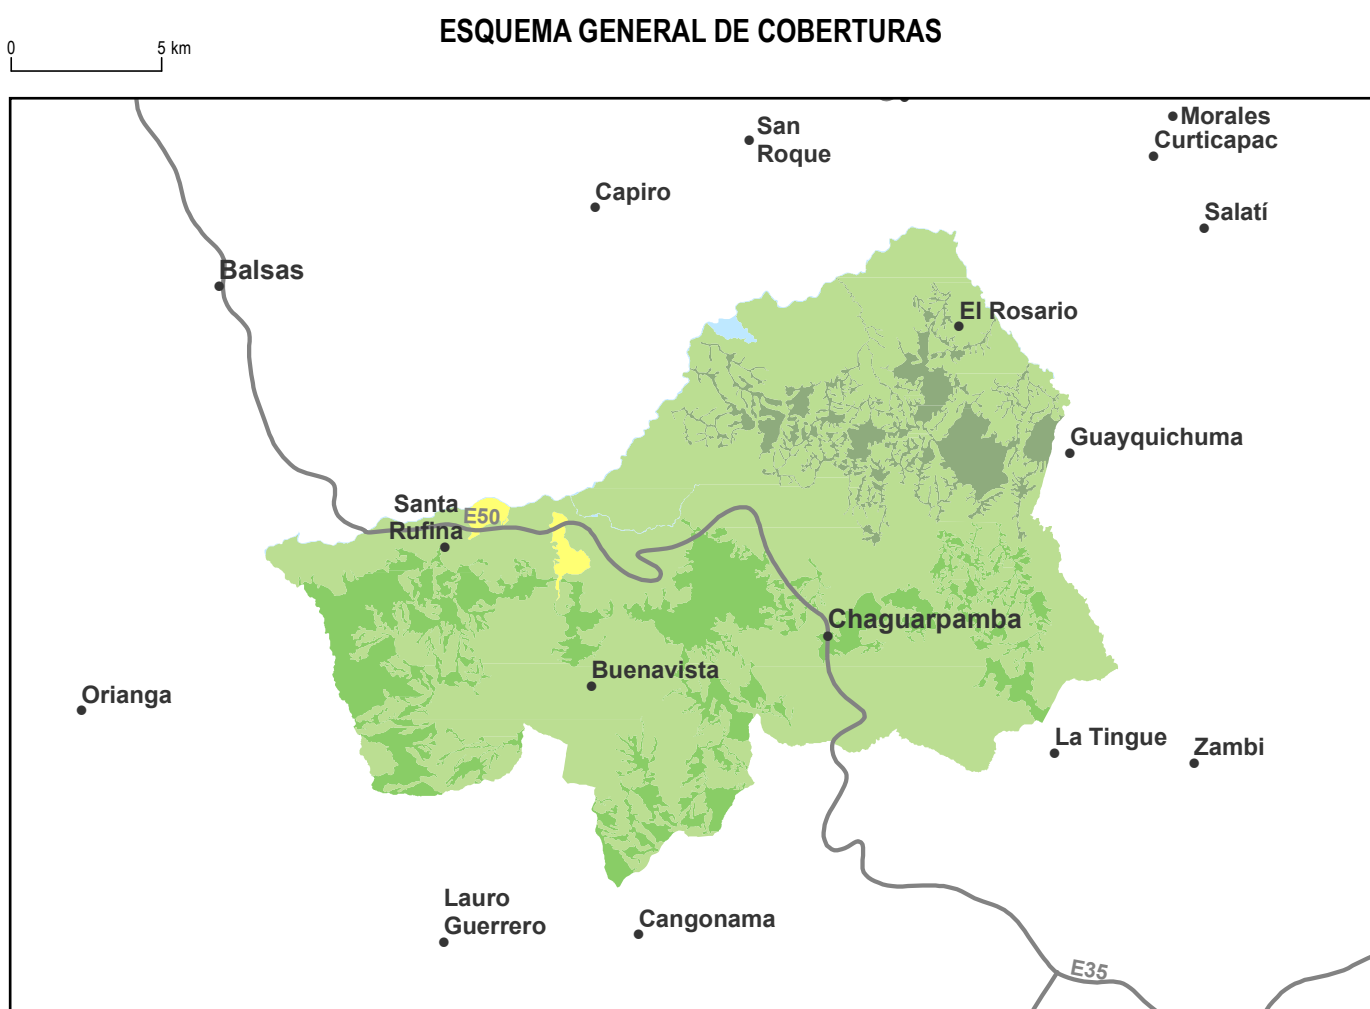 ESQUEMA GENERAL DE COBERTURAS
0
5 km
Morales
San
Roque
Curticapac
Capiro
Salatí
Balsas
El Rosario
Guayquichuma
Santa
Rufina
E50
Chaguarpamba
Buenavista
Orianga
La Tingue
Zambi
Lauro
Guerrero
Cangonama
E35